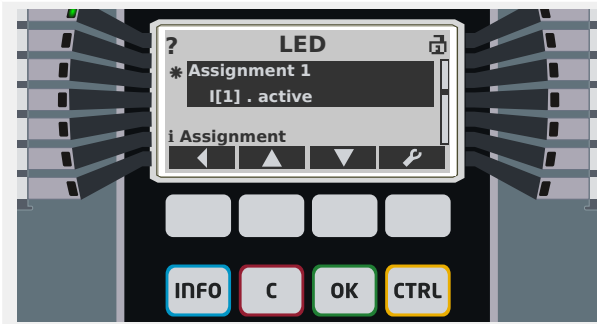 ? LED
* Assignment 1
I[1] . active
i Assignment
INFO C OK CTRL